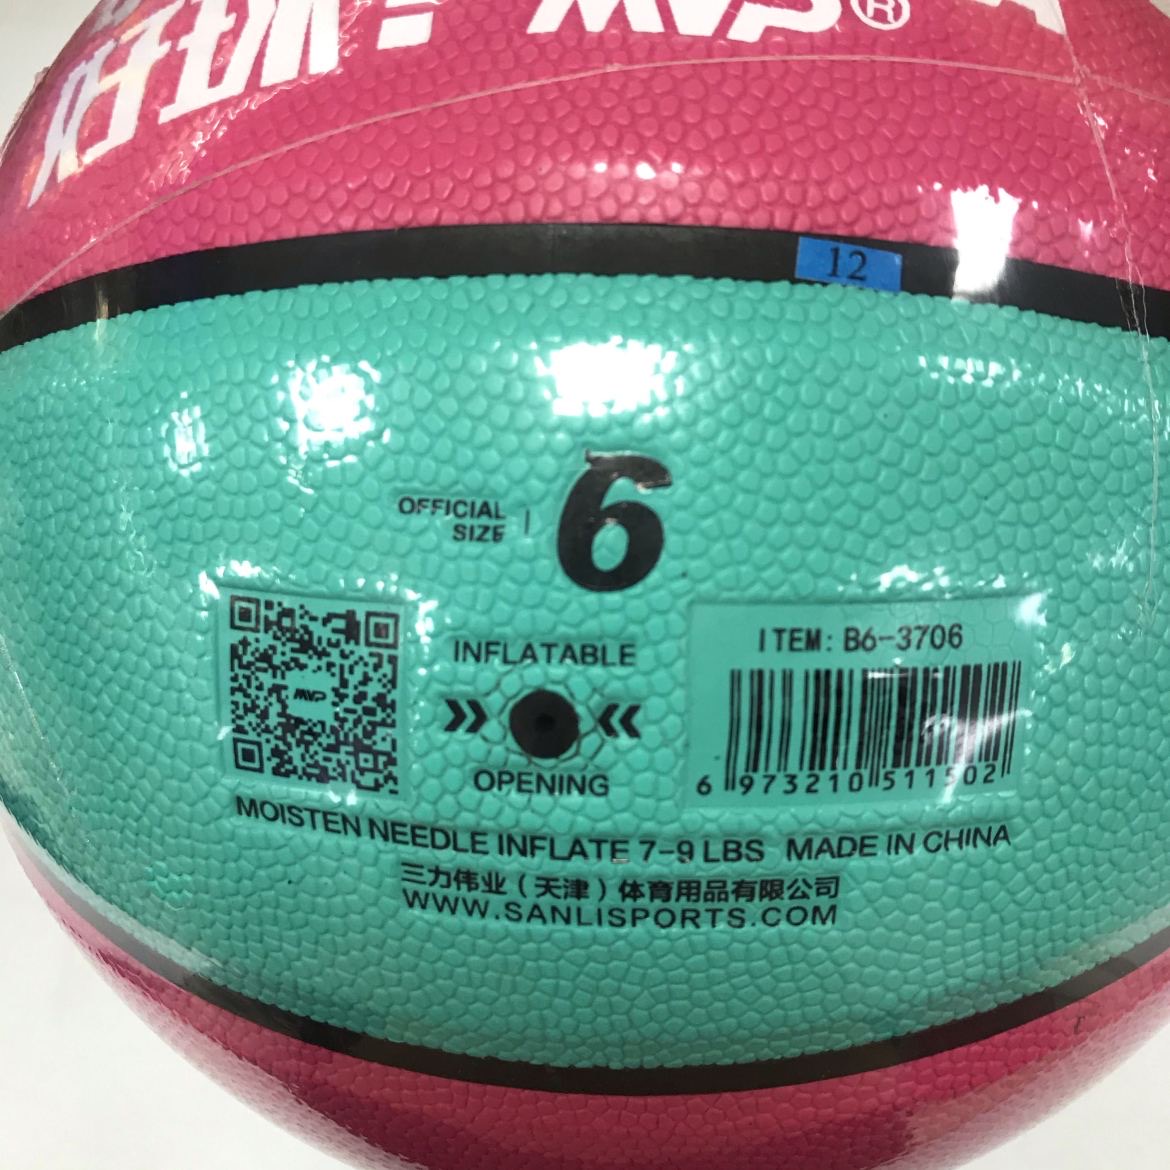 MVP®
12
OFFICIAL
SIZE
6
MVP
INFLATABLE
OPENING
ITEM: B6-3706
6 973210 511502
MOISTEN NEEDLE INFLATE 7-9 LBS MADE IN CHINA
三力伟业（天津）体育用品有限公司
WWW.SANLISPORTS.COM